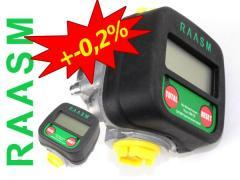 RAASM
+-0,2%
RAASM
TOTAL
RESET